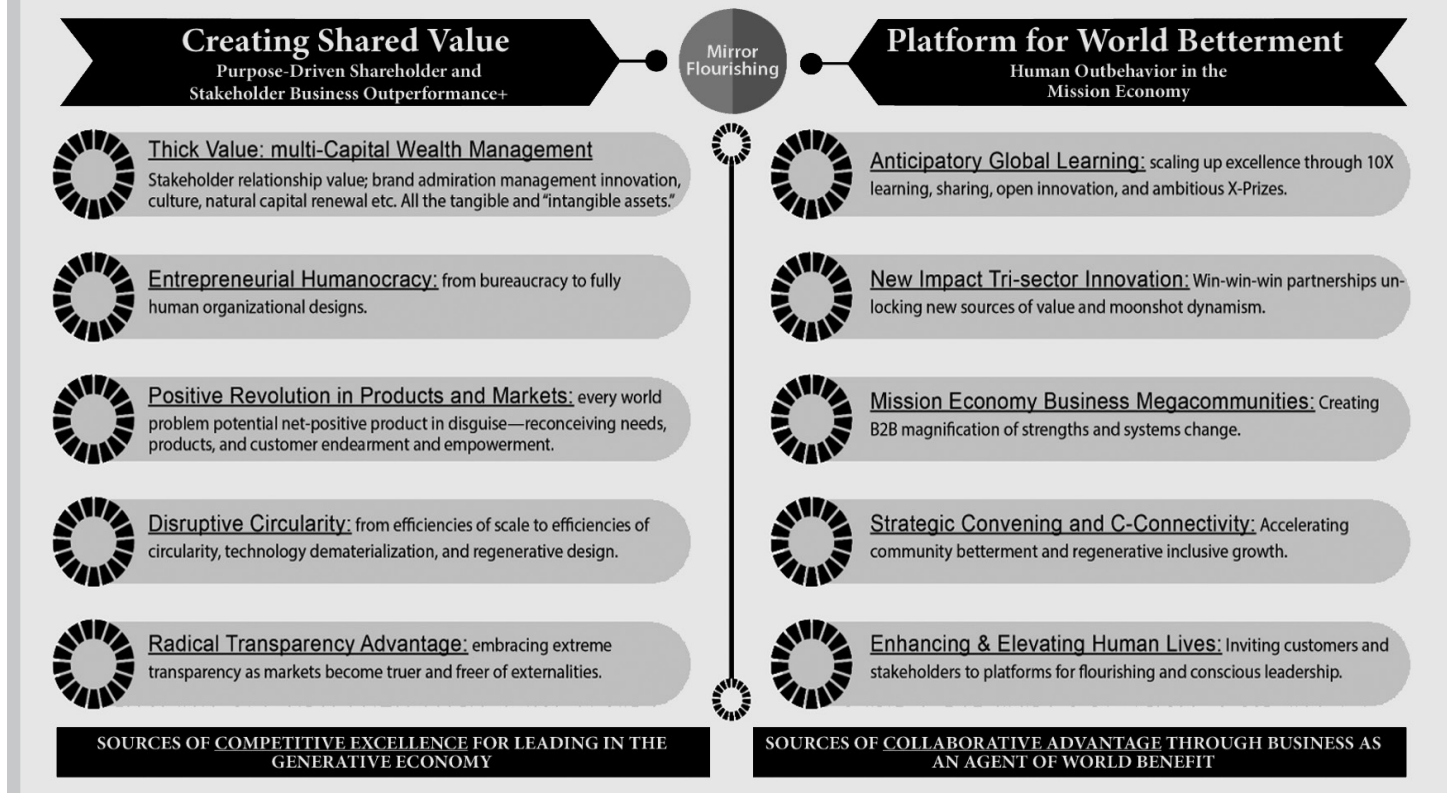 Creating Shared Value
Purpose-Driven Shareholder and
Stakeholder Business Outperformance+
Mirror
Flourishing
Platform for World Betterment
Human Outbehavior in the
Mission Economy
Thick Value: multi-Capital Wealth Management
Stakeholder relationship value; brand admiration management innovation,
culture, natural capital renewal etc. All the tangible and “intangible assets.”
Entrepreneurial Humanocracy: from bureaucracy to fully
human organizational designs.
Positive Revolution in Products and Markets: every world
problem potential net-positive product in disguise—reconceiving needs,
products, and customer endearment and empowerment.
Disruptive Circularity: from efficiencies of scale to efficiencies of
circularity, technology dematerialization, and regenerative design.
Radical Transparency Advantage: embracing extreme
transparency as markets become truer and freer of externalities.
SOURCES OF COMPETITIVE EXCELLENCE FOR LEADING IN THE
GENERATIVE ECONOMY
Anticipatory Global Learning: scaling up excellence through 10X
learning, sharing, open innovation, and ambitious X-Prizes.
New Impact Tri-sector Innovation: Win-win-win partnerships un-
locking new sources of value and moonshot dynamism.
Mission Economy Business Megacommunities: Creating
B2B magnification of strengths and systems change.
Strategic Convening and C-Connectivity: Accelerating
community betterment and regenerative inclusive growth.
Enhancing & Elevating Human Lives: Inviting customers and
stakeholders to platforms for flourishing and conscious leadership.
SOURCES OF COLLABORATIVE ADVANTAGE THROUGH BUSINESS AS
AN AGENT OF WORLD BENEFIT